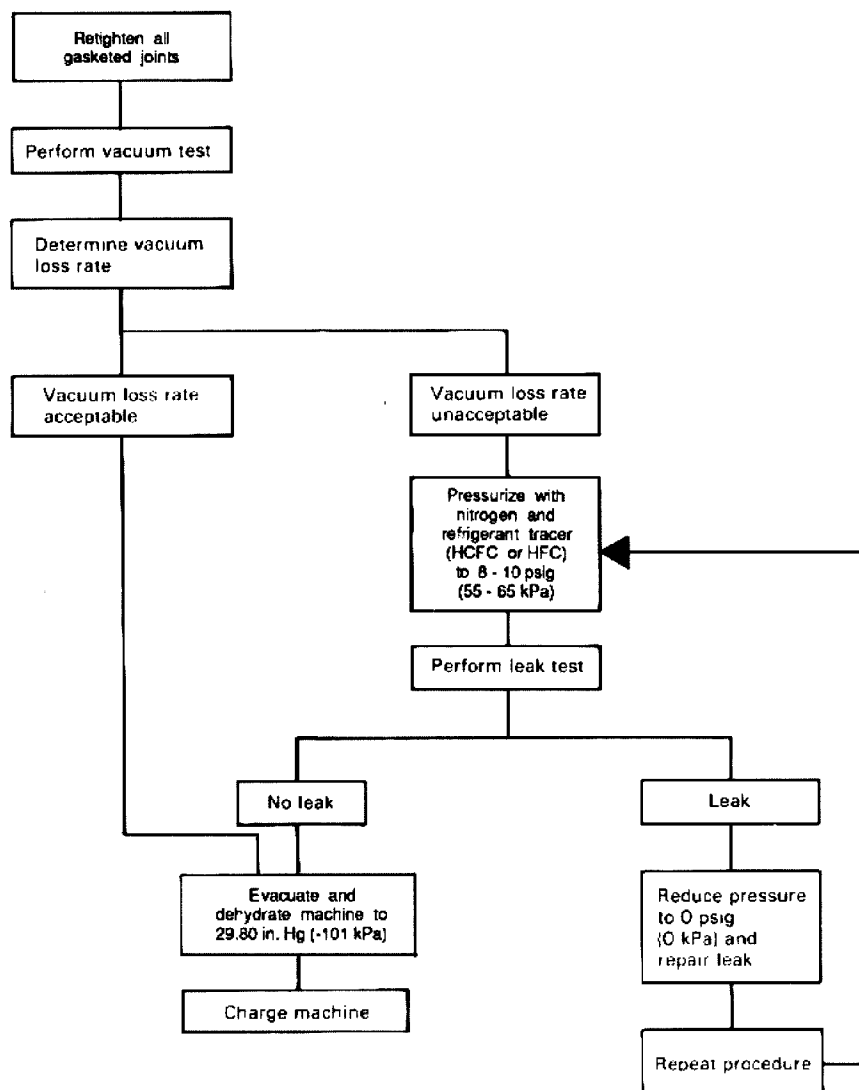 Retighten all
gasketed joints
Perform vacuum test
Determine vacuum
loss rate
Vacuum loss rate
acceptable
Vacuum loss rate
unacceptable
Pressurize with
nitrogen and
refrigerant tracer
(HCFC or HFC)
to 8 - 10 psig
(55 - 65 kPa)
Perform leak test
No leak
Leak
Evacuate and
dehydrate machine to
29.80 in. Hg (-101 kPa)
Reduce pressure
to 0 psig
(0 kPa) and
repair leak
Charge machine
Repeat procedure